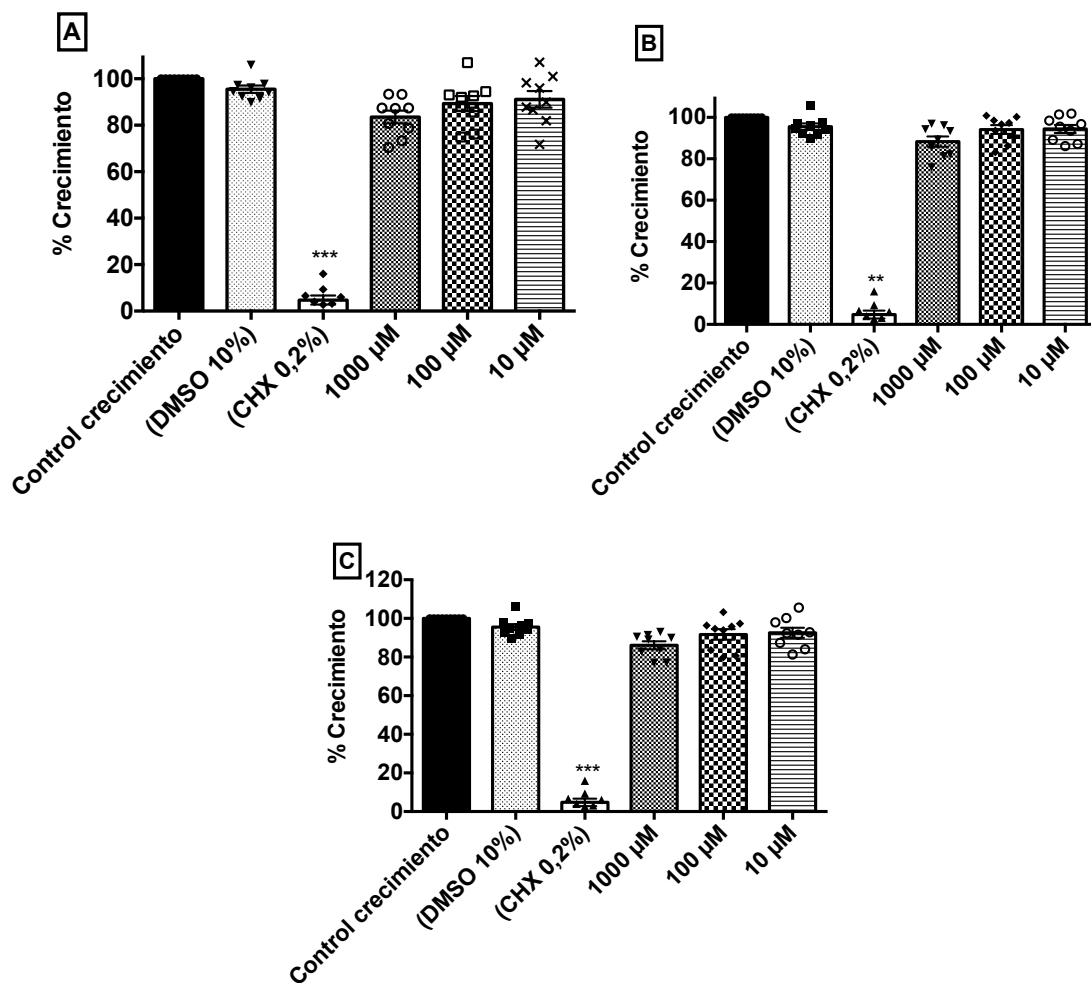 A
% Crecimiento
100
80
60
40
20
0
***
Control crecimiento
(DMSO 10%)
(CHX 0,2%)
1000 µM
100 µM
10 µM
B
% Crecimiento
100
80
60
40
20
0
**
Control crecimiento
(DMSO 10%)
(CHX 0,2%)
1000 µM
100 µM
10 µM
C
% Crecimiento
120
100
80
60
40
20
0
***
Control crecimiento
(DMSO 10%)
(CHX 0,2%)
1000 µM
100 µM
10 µM